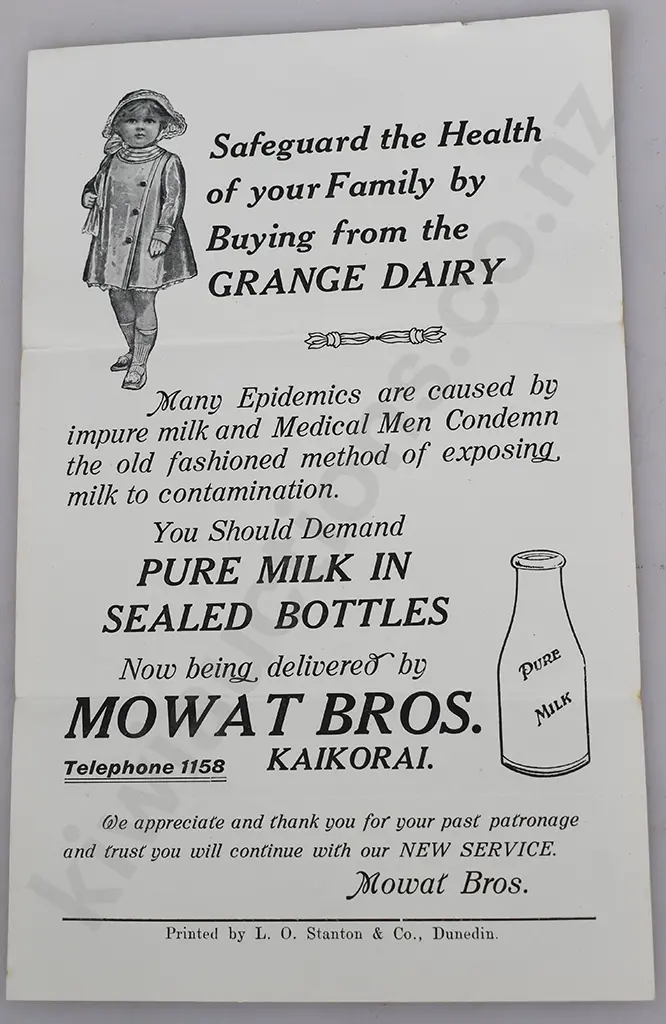 Safeguard the Health
of your Family by
Buying from the
GRANGE DAIRY
Many Epidemics are caused by
impure milk and Medical Men Condemn
the old fashioned method of exposing
milk to contamination.
You Should Demand
PURE MILK IN
SEALED BOTTLES
Now being delivered by
MOWAT BROS.
Telephone 1158 KAIKORAI.
PURE
MILK
We appreciate and thank you for your past patronage
and trust you will continue with our NEW SERVICE.
Mowat Bros.
Printed by L. O. Stanton & Co., Dunedin.
kiwiauctions.co.nz